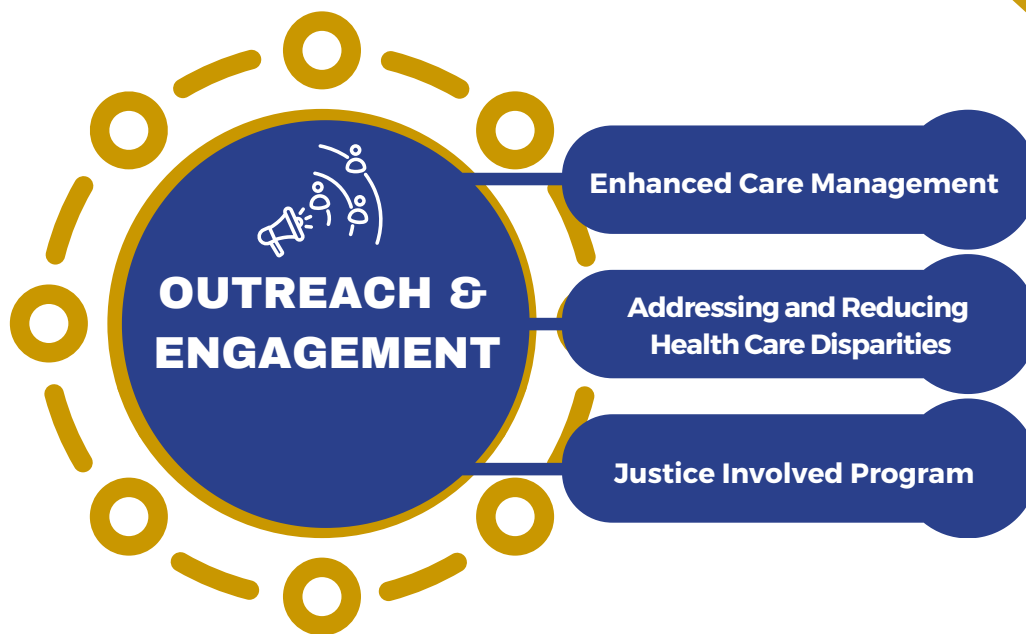 OUTREACH &
ENGAGEMENT
Enhanced Care Management
Addressing and Reducing
Health Care Disparities
Justice Involved Program